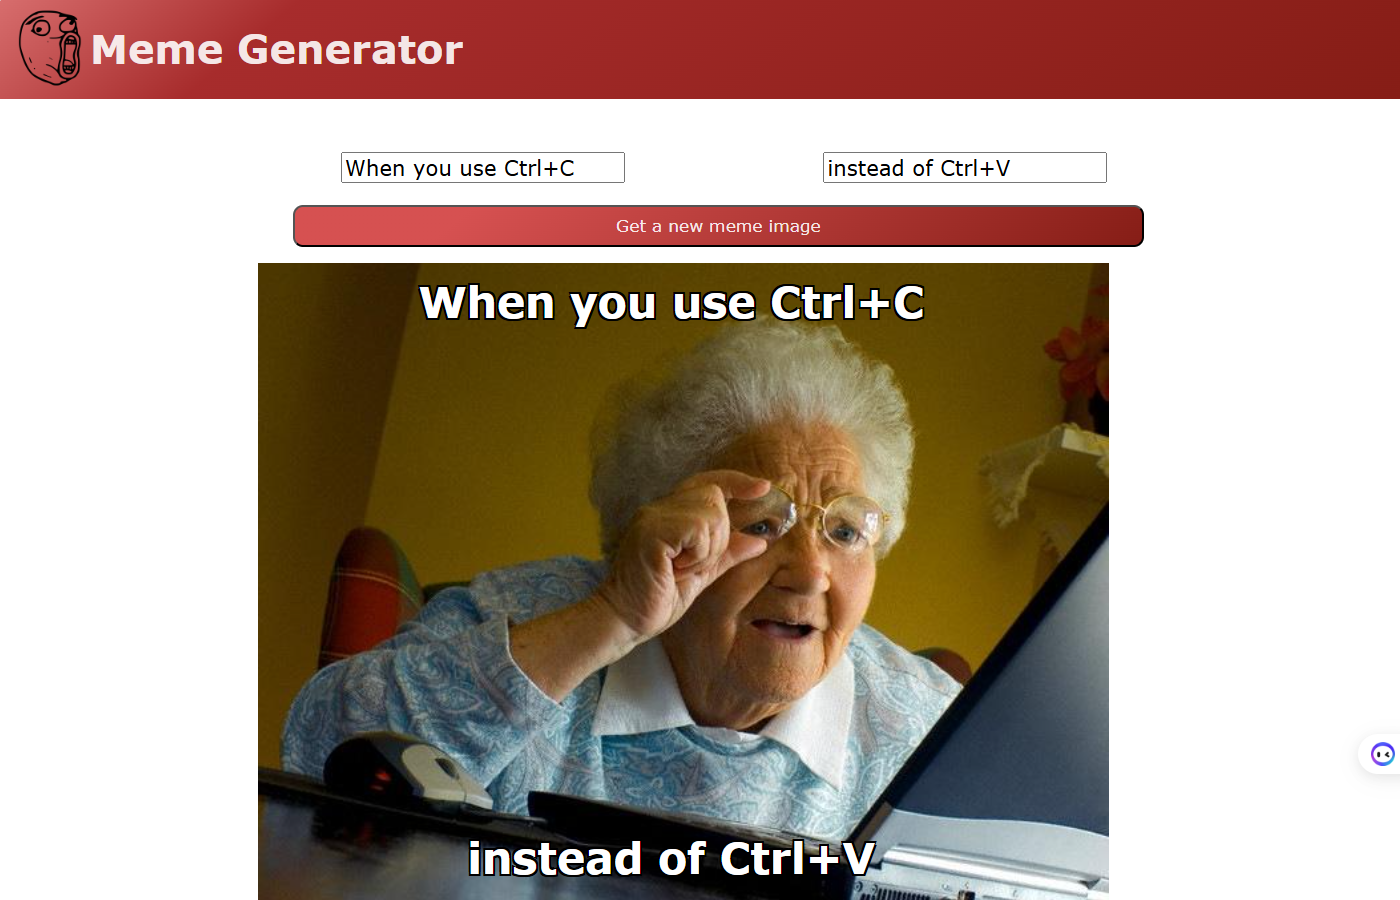 Meme Generator
When you use Ctrl+C
instead of Ctrl+V
Get a new meme image
When you use Ctrl+C
instead of Ctrl+V